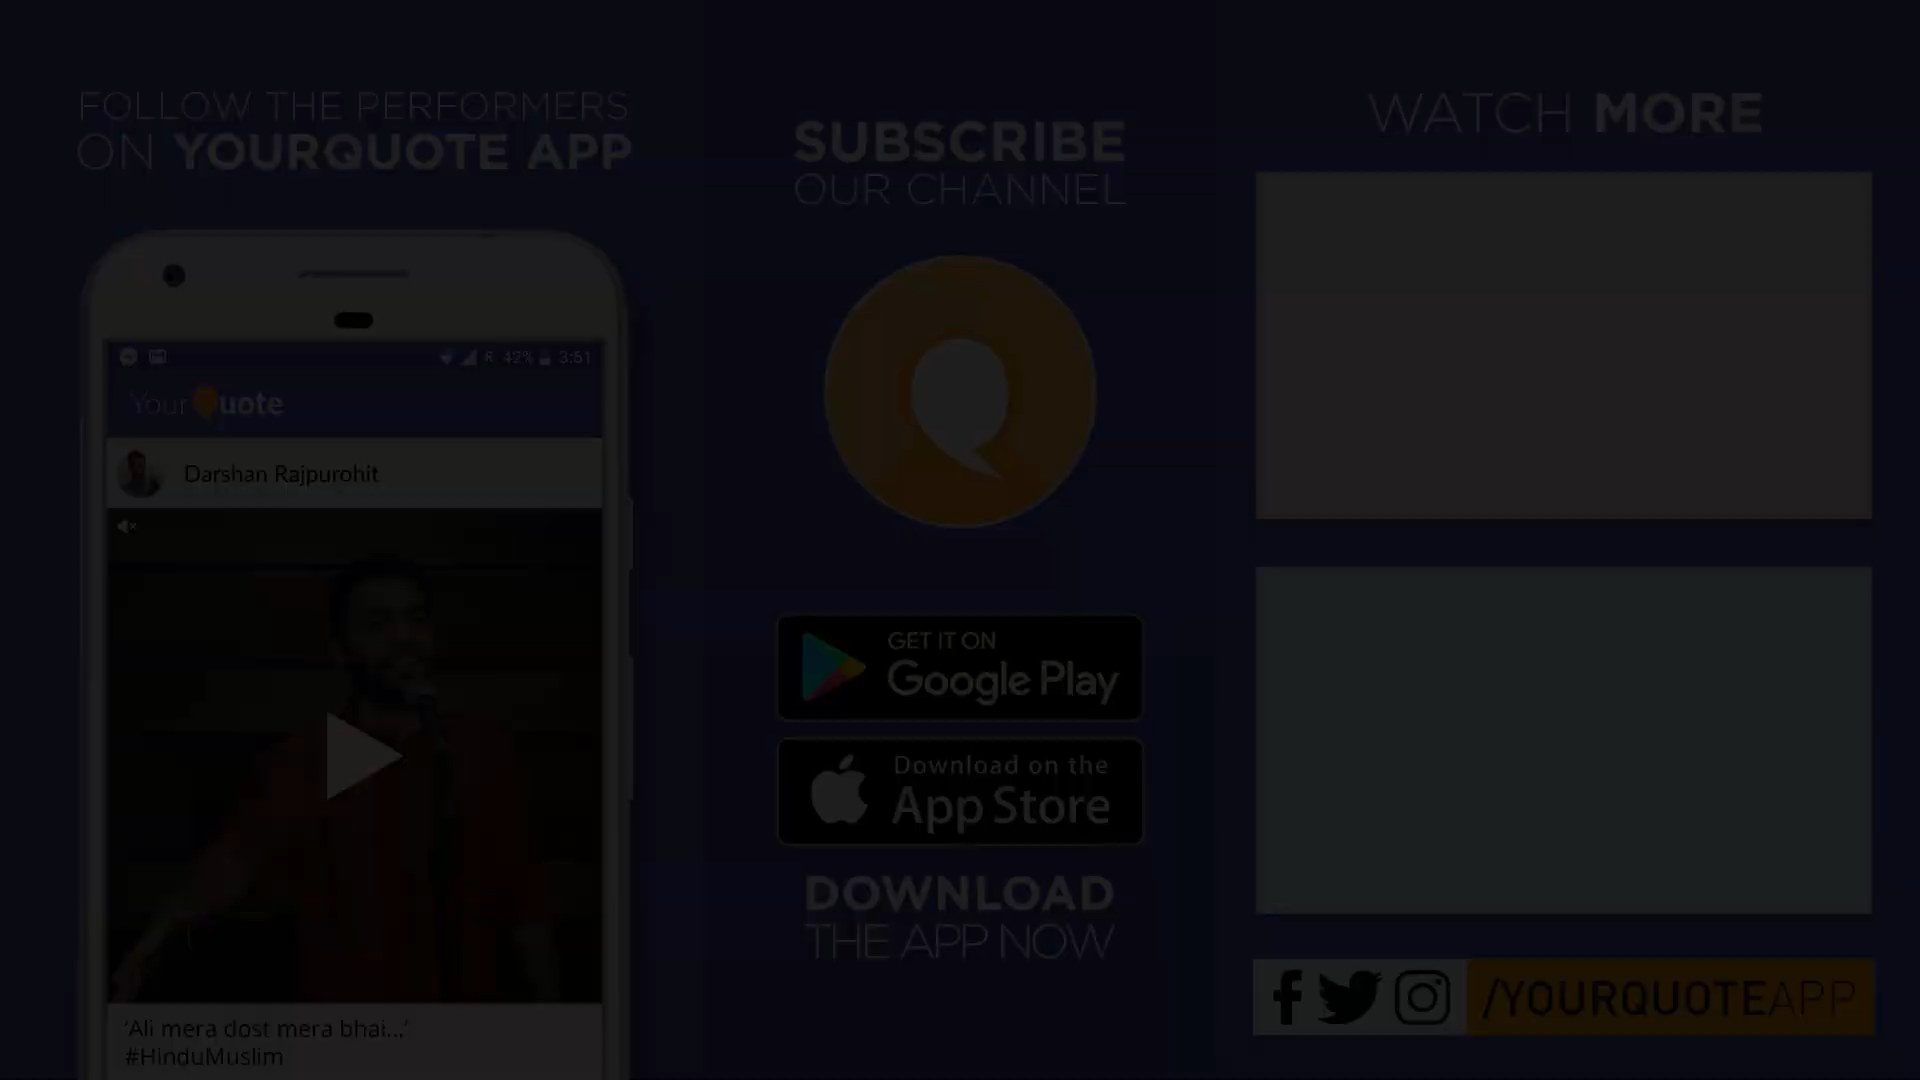 FOLLOW THE PERFORMERS
ON YOURQUOTE APP
R 42% 3:51
YourQuote
Darshan Rajpurohit
'Ali mera dost mera bhai...'
#HinduMuslim
SUBSCRIBE
OUR CHANNEL
GET IT ON
Google Play
Download on the
App Store
DOWNLOAD
THE APP NOW
WATCH MORE
/YOURQUOTEAPP